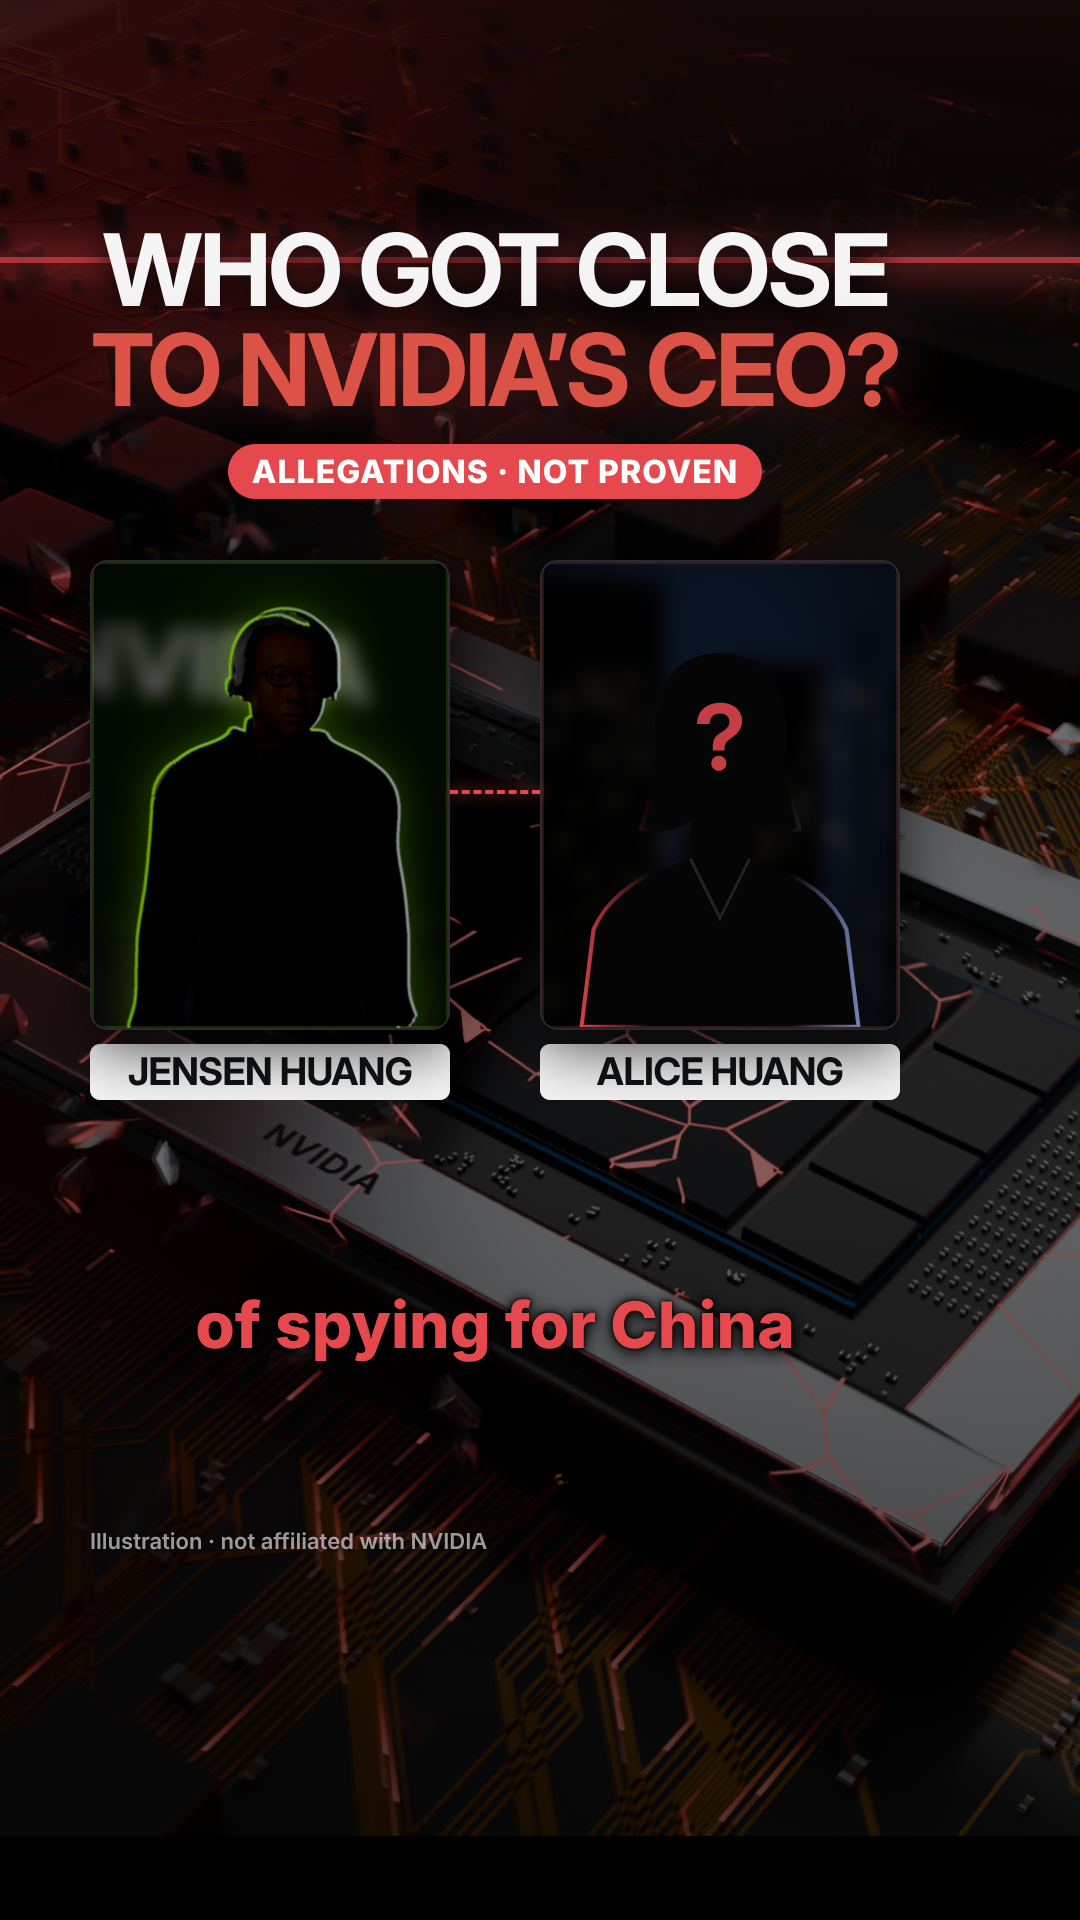 WHO GOT CLOSE
TO NVIDIA'S CEO?
ALLEGATIONS · NOT PROVEN
?
JENSEN HUANG
ALICE HUANG
NVIDIA
of spying for China
Illustration · not affiliated with NVIDIA